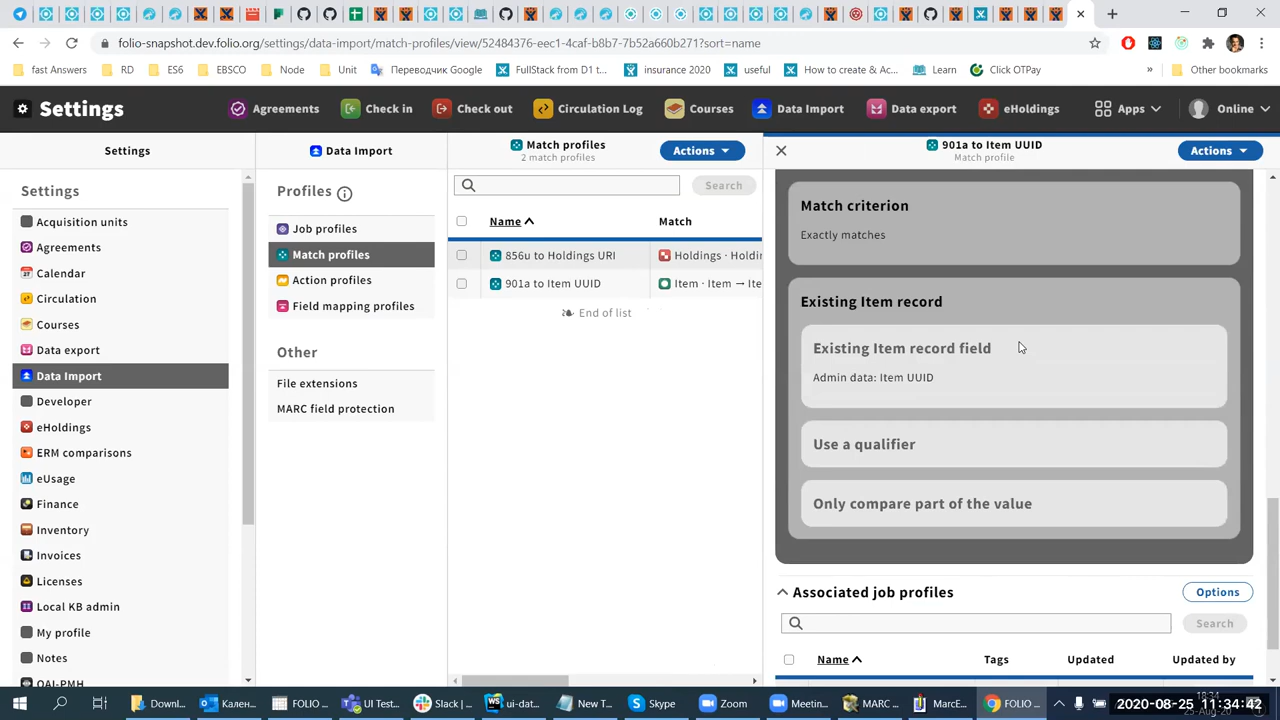 folio-snapshot.dev.folio.org/settings/data-import/match-profiles/view/52484376-eec1-4caf-b8b7-7b52a660b271?sort=name
fast Answers RD ES6 EBSCO Node Unit Переводчик Google FullStack from D1 t... insurance 2020 useful How to create & Ac... Learn Click OTPay » Other bookmarks
Settings Agreements Check in Check out Circulation Log Courses Data Import Data export eHoldings Apps Online
Settings
Settings
Acquisition units
Agreements
Calendar
Circulation
Courses
Data export
Data Import
Developer
eHoldings
ERM comparisons
eUsage
Finance
Inventory
Invoices
Licenses
Local KB admin
My profile
Notes
OAI-PMH
Data Import
Profiles
Job profiles
Match profiles
Action profiles
Field mapping profiles
Other
File extensions
MARC field protection
Match profiles
2 match profiles
Actions
Search
Name Match
856u to Holdings URI Holdings · Holdi
901a to Item UUID Item · Item → Ite
End of list
901a to Item UUID
Match profile
Actions
Match criterion
Exactly matches
Existing Item record
Existing Item record field
Admin data: Item UUID
Use a qualifier
Only compare part of the value
Associated job profiles
Options
Search
Name Tags Updated Updated by
Downl... Кален... FOLIO ... UI Test... Slack | ... ui-dat... New T... Skype Zoom Meetin... MARC ... MarcE... FOLIO ...
2020-08-25 11:34:42